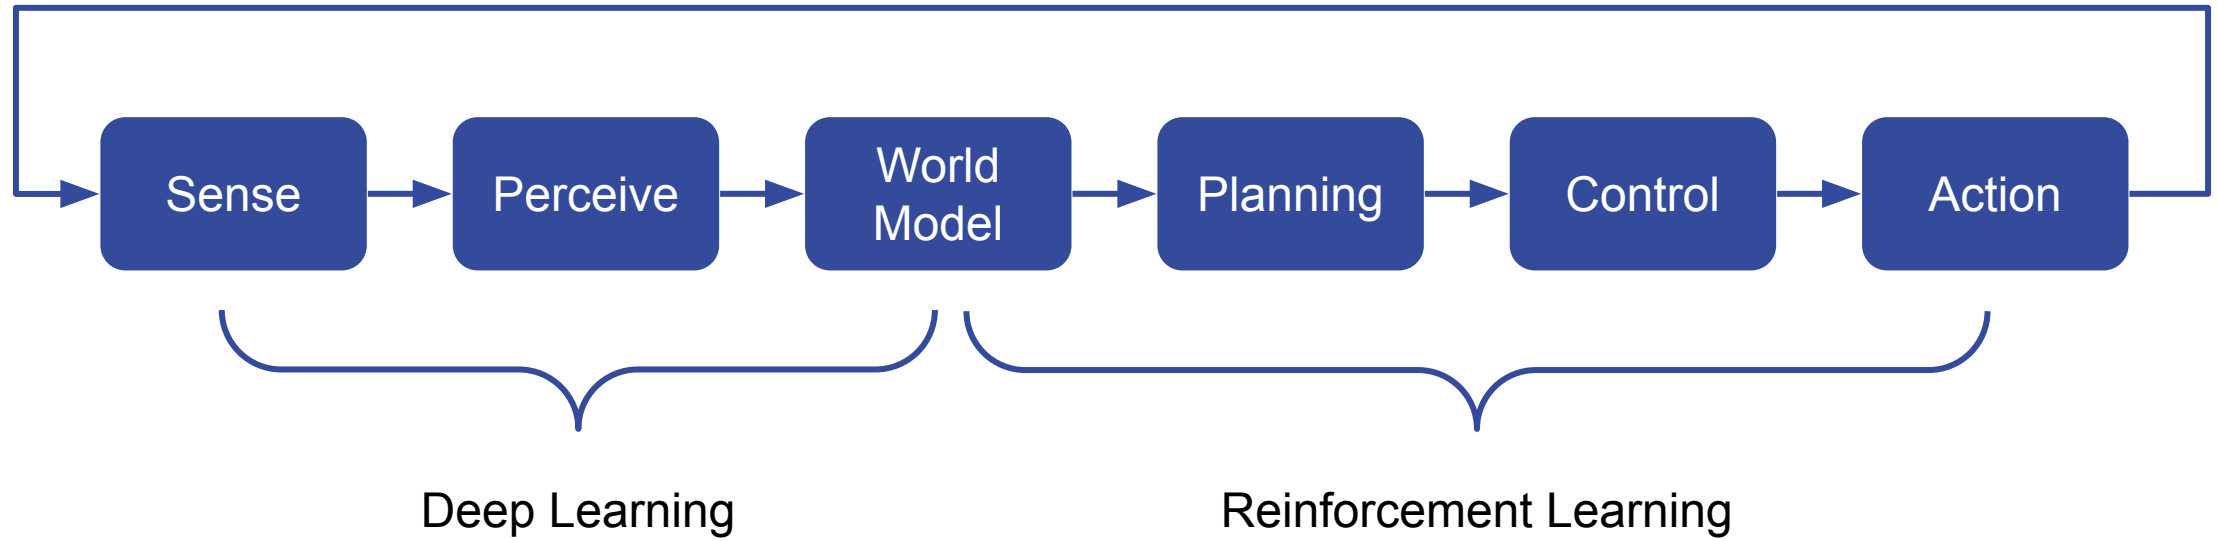 Sense
Perceive
World
Model
Planning
Control
Action
Deep Learning
Reinforcement Learning